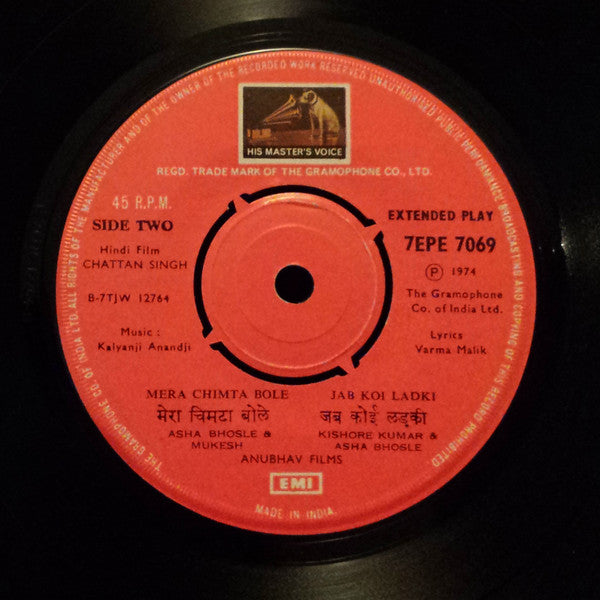 HIS MASTER'S VOICE
REGD. TRADE MARK OF THE GRAMOPHONE CO., LTD.
45 R.P.M.
SIDE TWO
Hindi Film
CHATTAN SINGH
B-7TJW 12764
Music :
Kalyanji Anandji
EXTENDED PLAY
7EPE 7069
Ⓟ 1974
The Gramophone
Co. of India Ltd.
Lyrics
Varma Malik
MERA CHIMTA BOLE
मेरा चिमटा बोले
ASHA BHOSLE &
MUKESH
JAB KOI LADKI
जब कोई लड़की
KISHORE KUMAR &
ASHA BHOSLE
ANUBHAV FILMS
EMI
MADE IN INDIA.
THE GRAMOPHONE CO. OF INDIA LTD. ALL RIGHTS OF THE MANUFACTURER AND OF THE OWNER OF THE RECORDED WORK RESERVED UNAUTHORISED PUBLIC PERFORMANCE BROADCASTING AND COPYING OF THIS RECORD PROHIBITED